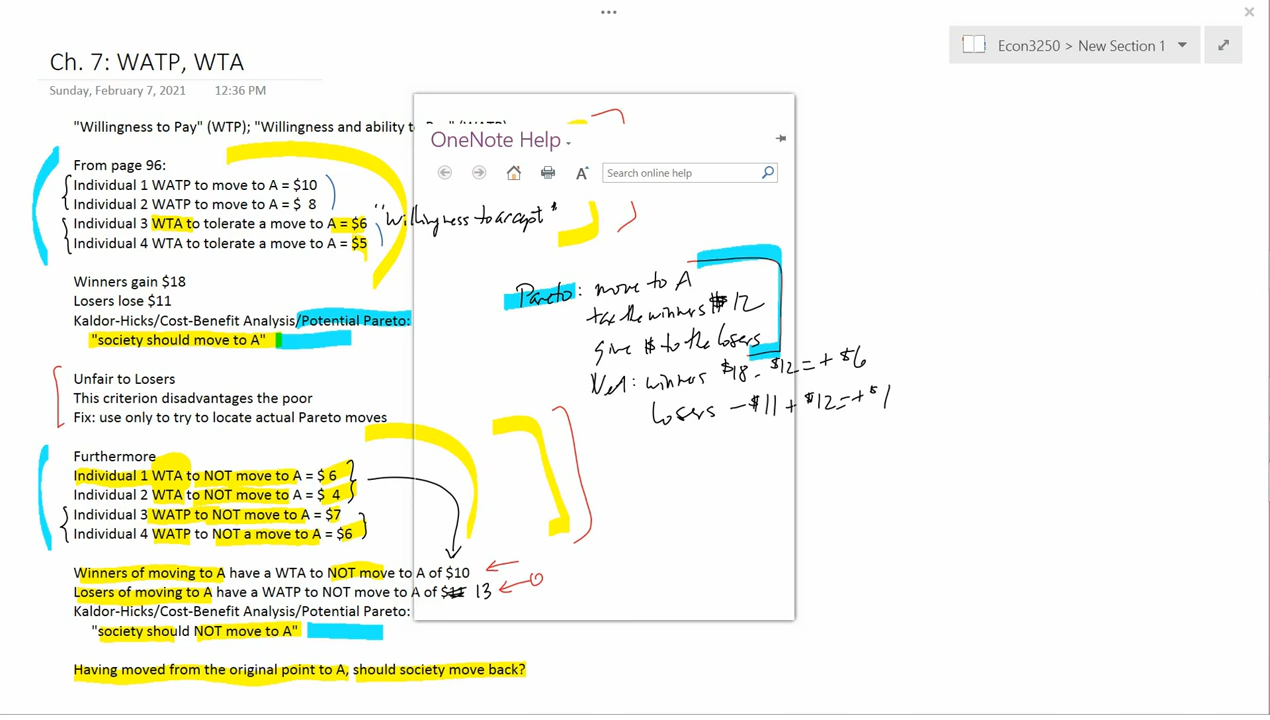 Econ3250 > New Section 1
Ch. 7: WATP, WTA
Sunday, February 7, 2021 12:36 PM
"Willingness to Pay" (WTP); "Willingness and ability to
OneNote Help
Search online help
From page 96:
Individual 1 WATP to move to A = $10
Individual 2 WATP to move to A = $ 8
Individual 3 WTA to tolerate a move to A = $6
Individual 4 WTA to tolerate a move to A = $5
"Willingness to accept"
Winners gain $18
Losers lose $11
Kaldor-Hicks/Cost-Benefit Analysis/Potential Pareto:
"society should move to A"
Pareto: move to A
tax the winners $12
give $ to the losers
Net: winners $18 - $12 = + $6
losers - $11 + $12 = + $1
Unfair to Losers
This criterion disadvantages the poor
Fix: use only to try to locate actual Pareto moves
Furthermore
Individual 1 WTA to NOT move to A = $ 6
Individual 2 WTA to NOT move to A = $ 4
Individual 3 WATP to NOT move to A = $7
Individual 4 WATP to NOT a move to A = $6
Winners of moving to A have a WTA to NOT move to A of $10
Losers of moving to A have a WATP to NOT move to A of $11 13
Kaldor-Hicks/Cost-Benefit Analysis/Potential Pareto:
"society should NOT move to A"
Having moved from the original point to A, should society move back?